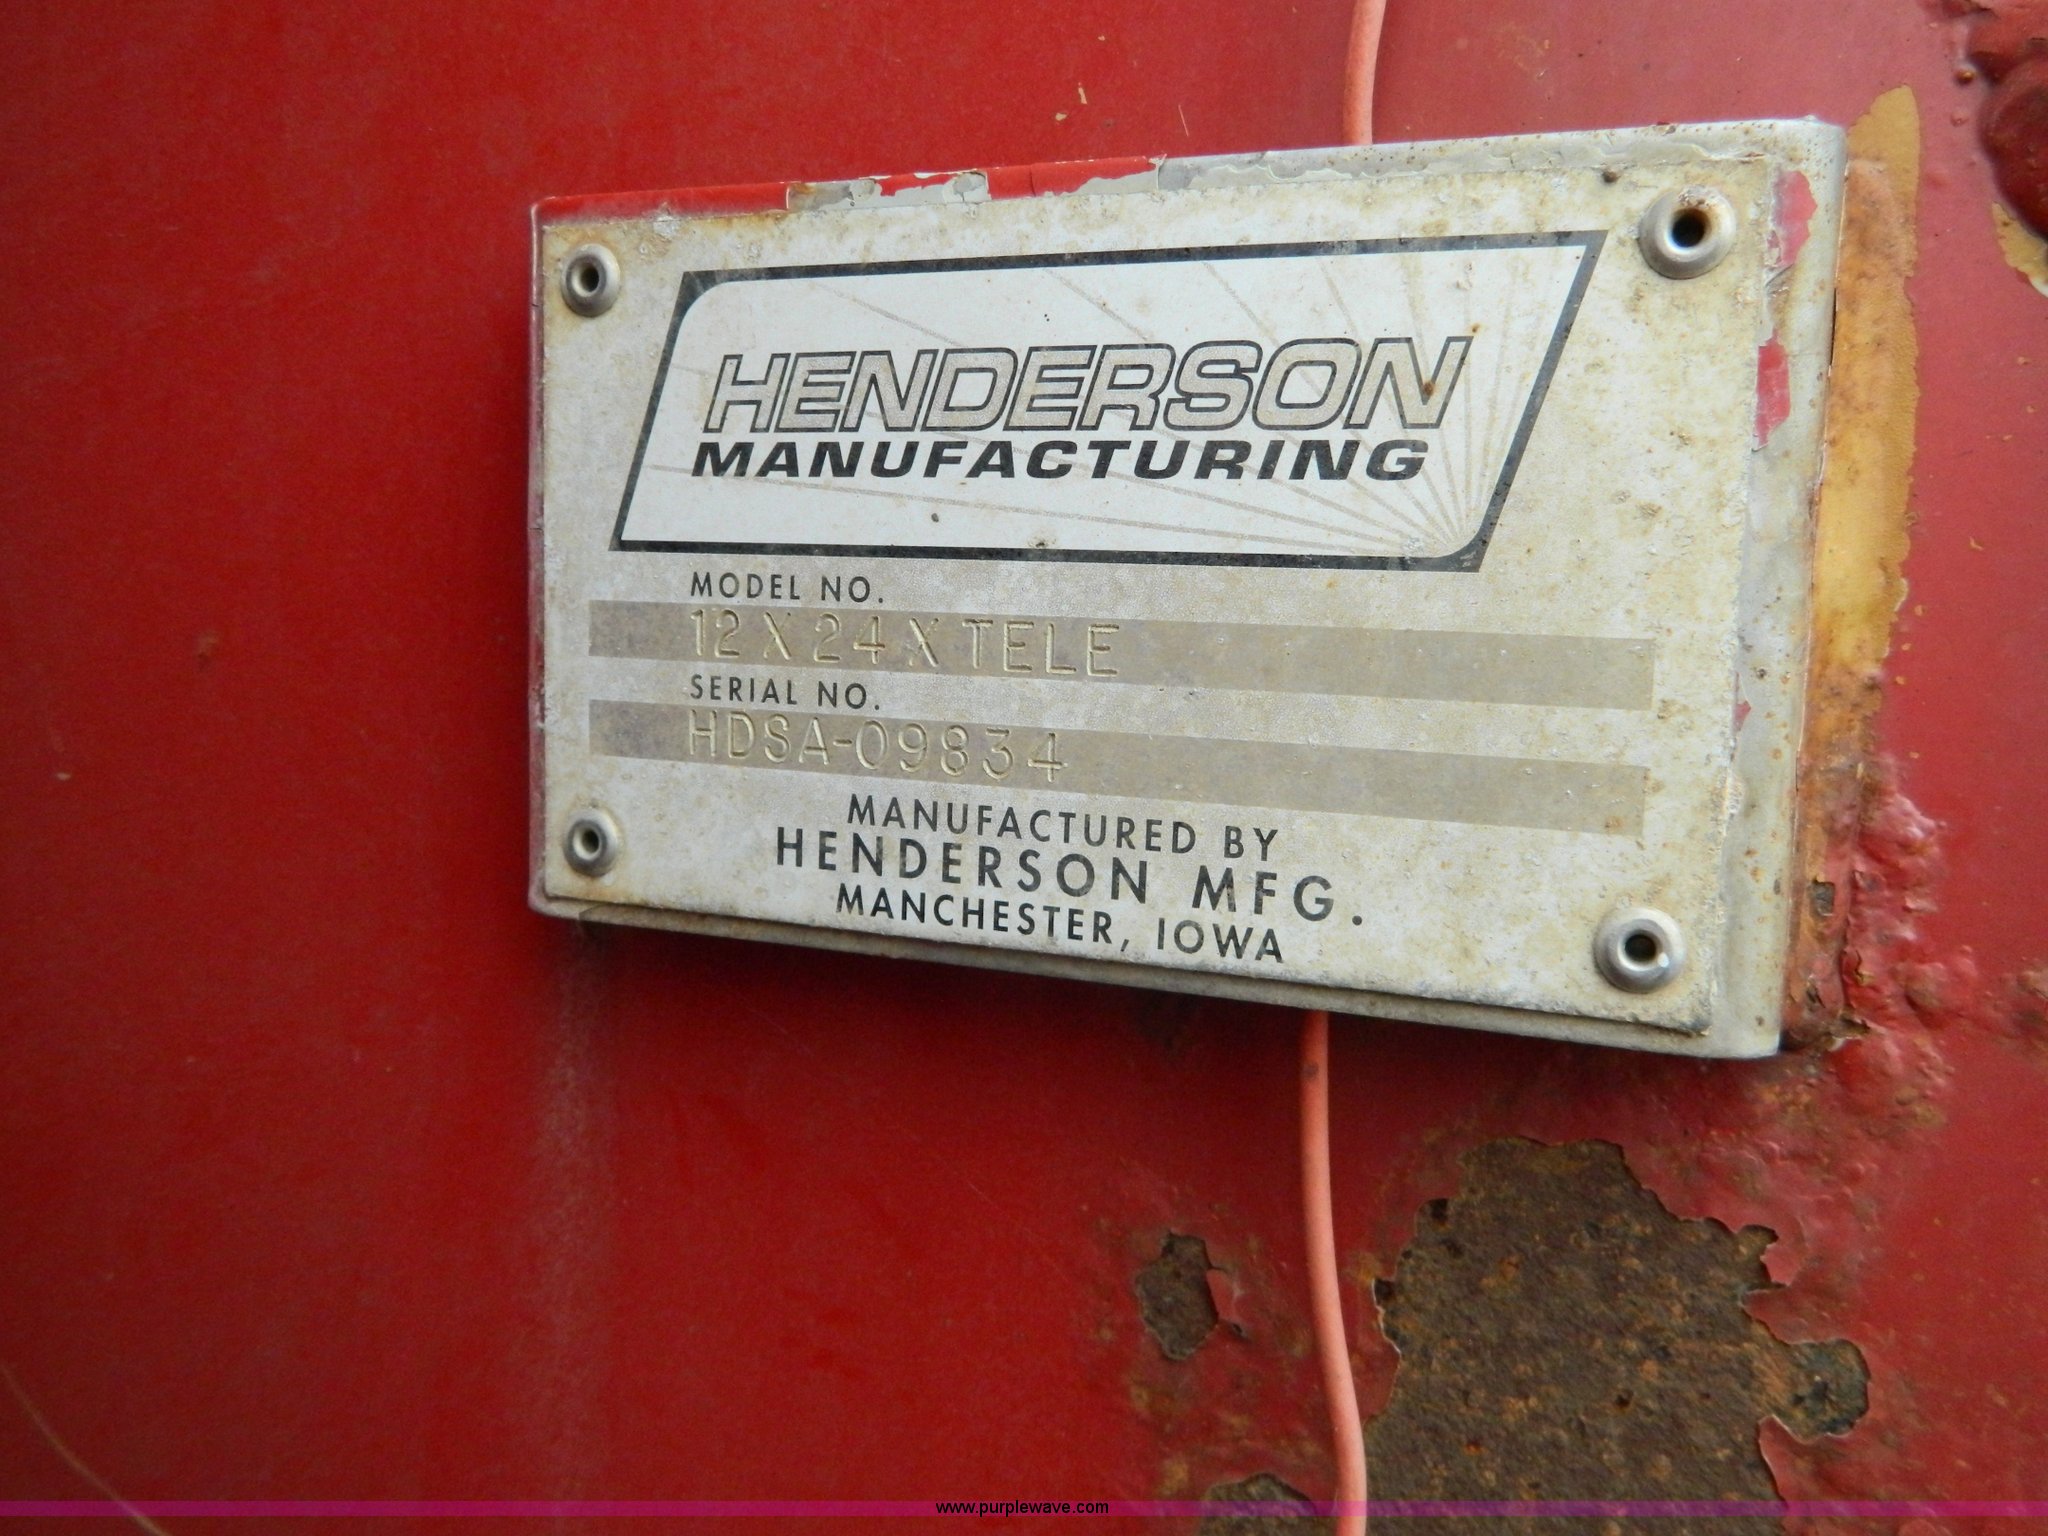 HENDERSON
MANUFACTURING
MODEL NO.
12 X 24 X TELE
SERIAL NO.
HDSA-09834
MANUFACTURED BY
HENDERSON MFG.
MANCHESTER, IOWA
www.purplewave.com